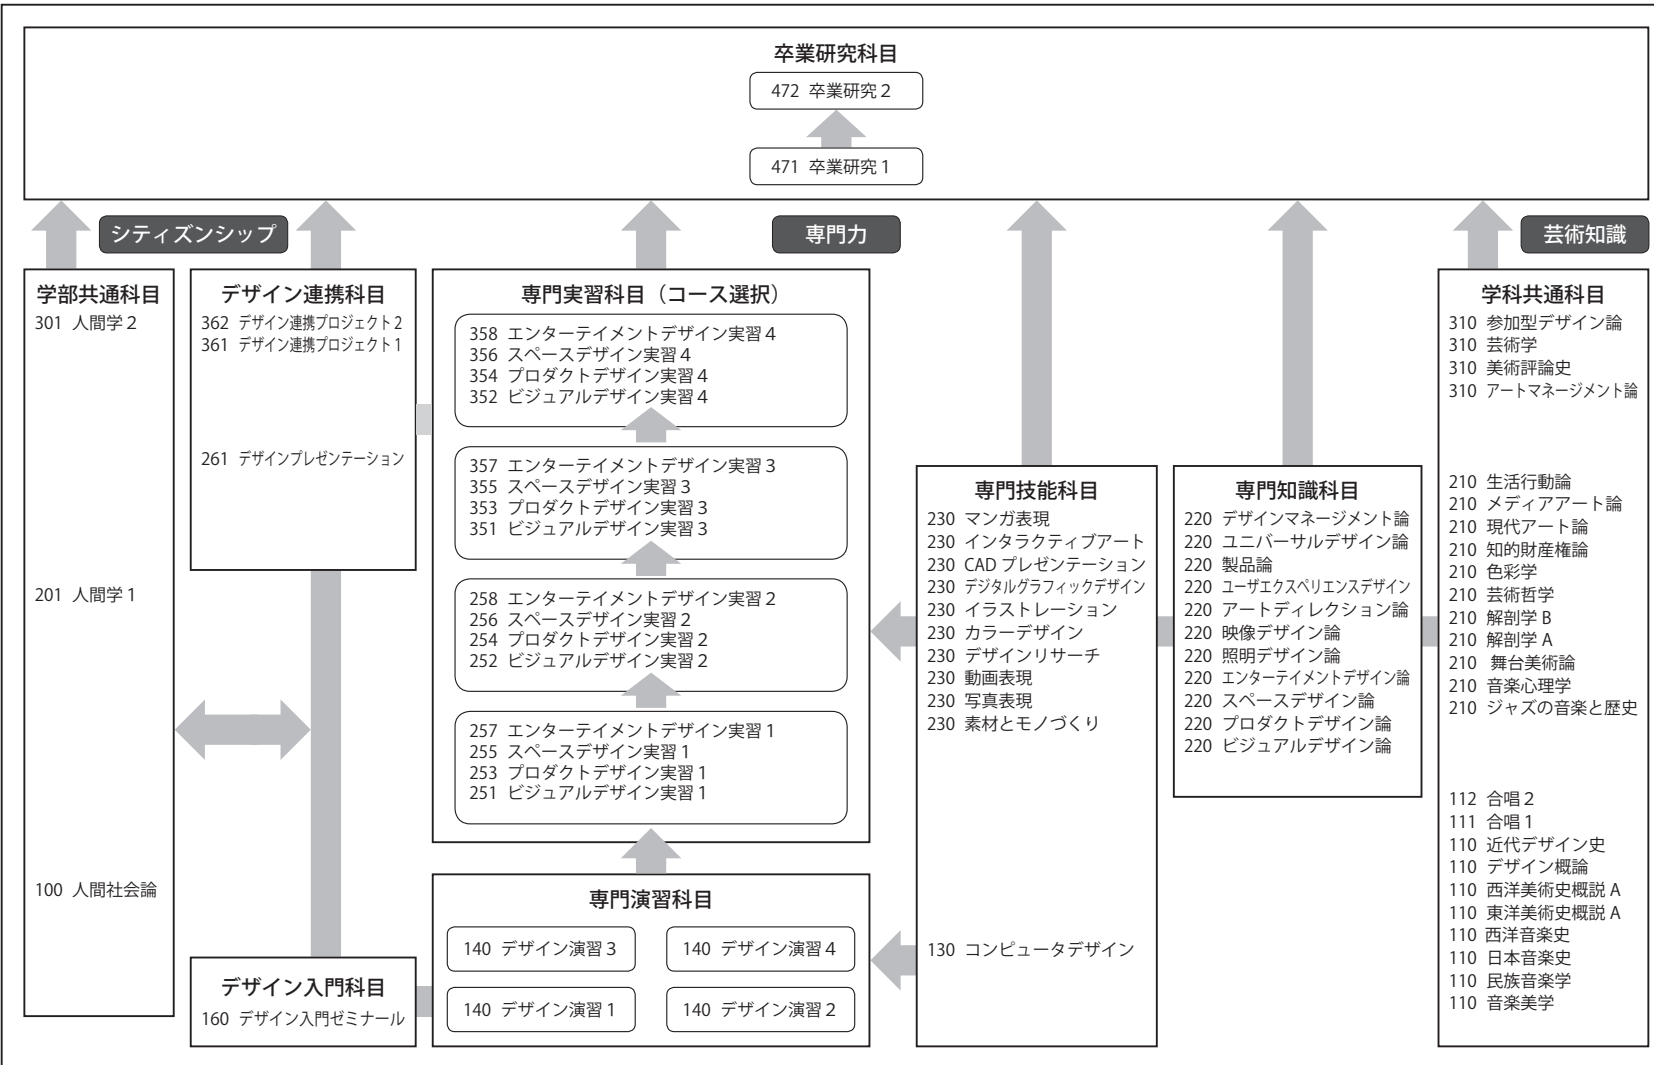 卒業研究科目
472 卒業研究 2
471 卒業研究 1
シティズンシップ
専門力
芸術知識
学部共通科目
301 人間学 2
201 人間学 1
100 人間社会論
デザイン連携科目
362 デザイン連携プロジェクト 2
361 デザイン連携プロジェクト 1
261 デザインプレゼンテーション
デザイン入門科目
160 デザイン入門ゼミナール
専門実習科目（コース選択）
358 エンターテイメントデザイン実習 4
356 スペースデザイン実習 4
354 プロダクトデザイン実習 4
352 ビジュアルデザイン実習 4
357 エンターテイメントデザイン実習 3
355 スペースデザイン実習 3
353 プロダクトデザイン実習 3
351 ビジュアルデザイン実習 3
258 エンターテイメントデザイン実習 2
256 スペースデザイン実習 2
254 プロダクトデザイン実習 2
252 ビジュアルデザイン実習 2
257 エンターテイメントデザイン実習 1
255 スペースデザイン実習 1
253 プロダクトデザイン実習 1
251 ビジュアルデザイン実習 1
専門演習科目
140 デザイン演習 3
140 デザイン演習 4
140 デザイン演習 1
140 デザイン演習 2
専門技能科目
230 マンガ表現
230 インタラクティブアート
230 CAD プレゼンテーション
230 デジタルグラフィックデザイン
230 イラストレーション
230 カラーデザイン
230 デザインリサーチ
230 動画表現
230 写真表現
230 素材とモノづくり
130 コンピュータデザイン
専門知識科目
220 デザインマネージメント論
220 ユニバーサルデザイン論
220 製品論
220 ユーザエクスペリエンスデザイン
220 アートディレクション論
220 映像デザイン論
220 照明デザイン論
220 エンターテイメントデザイン論
220 スペースデザイン論
220 プロダクトデザイン論
220 ビジュアルデザイン論
学科共通科目
310 参加型デザイン論
310 芸術学
310 美術評論史
310 アートマネージメント論
210 生活行動論
210 メディアアート論
210 現代アート論
210 知的財産権論
210 色彩学
210 芸術哲学
210 解剖学 B
210 解剖学 A
210 舞台美術論
210 音楽心理学
210 ジャズの音楽と歴史
112 合唱 2
111 合唱 1
110 近代デザイン史
110 デザイン概論
110 西洋美術史概説 A
110 東洋美術史概説 A
110 西洋音楽史
110 日本音楽史
110 民族音楽学
110 音楽美学